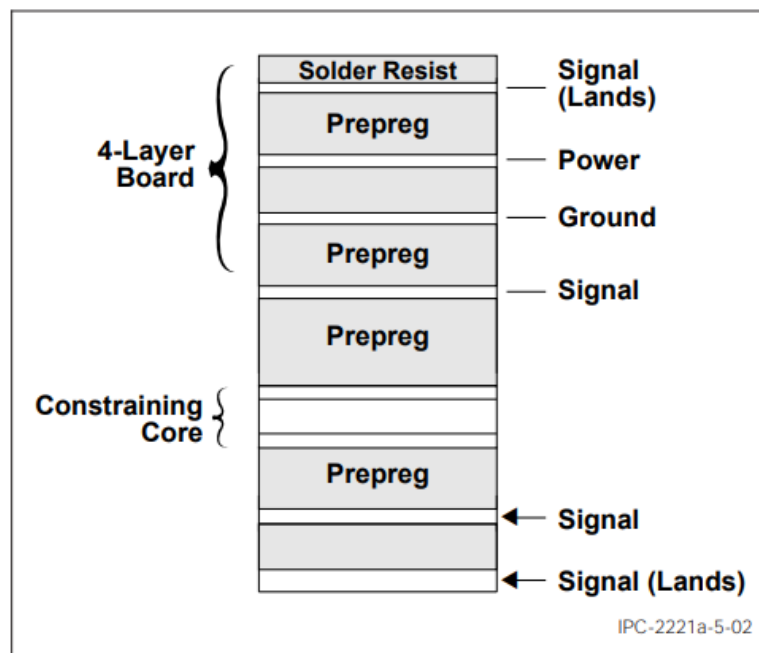 Solder Resist
Signal
(Lands)
Prepreg
4-Layer
Board
Power
Ground
Prepreg
Signal
Prepreg
Constraining
Core
Prepreg
Signal
Signal (Lands)
IPC-2221a-5-02